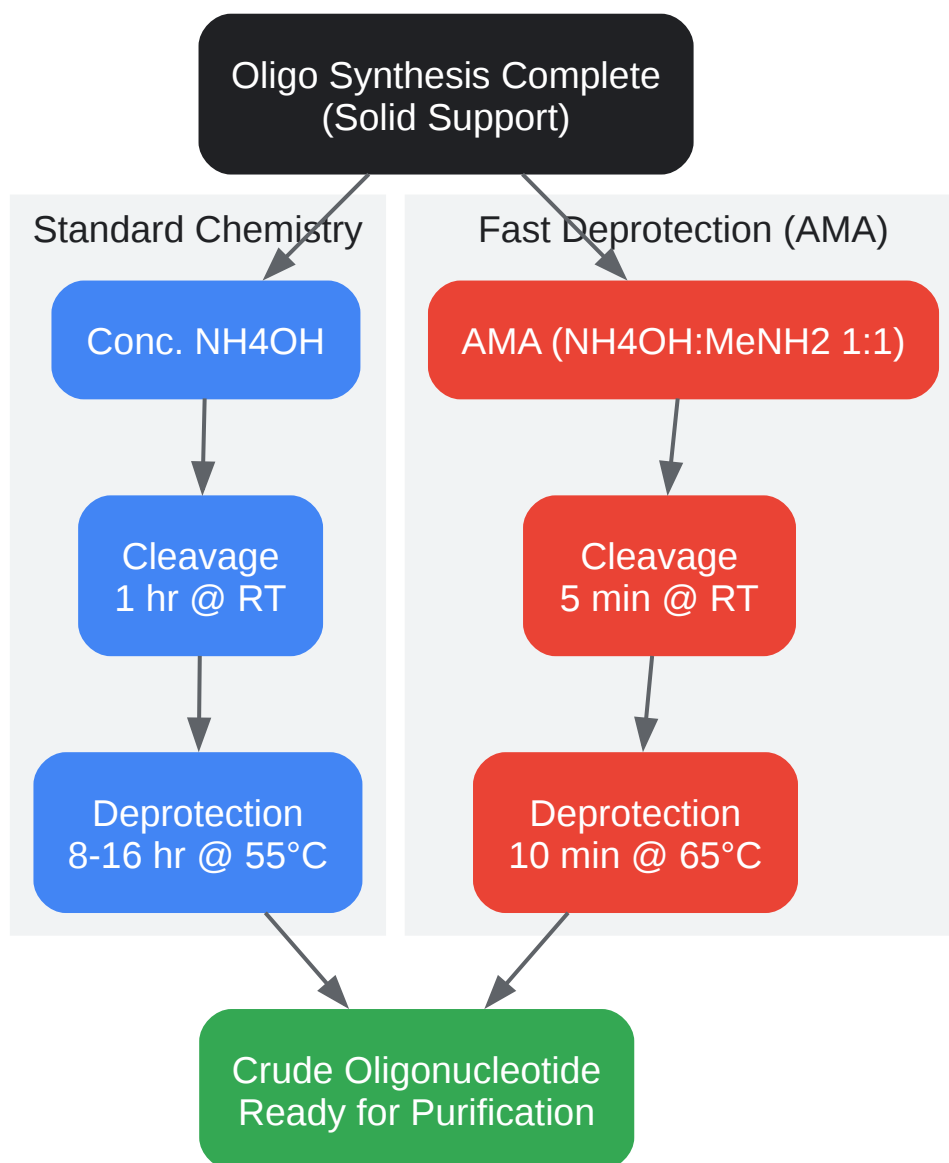 Oligo Synthesis Complete
(Solid Support)
Standard Chemistry
Fast Deprotection (AMA)
Conc. NH4OH
AMA (NH4OH:MeNH2 1:1)
Cleavage
1 hr @ RT
Cleavage
5 min @ RT
Deprotection
8-16 hr @ 55°C
Deprotection
10 min @ 65°C
Crude Oligonucleotide
Ready for Purification